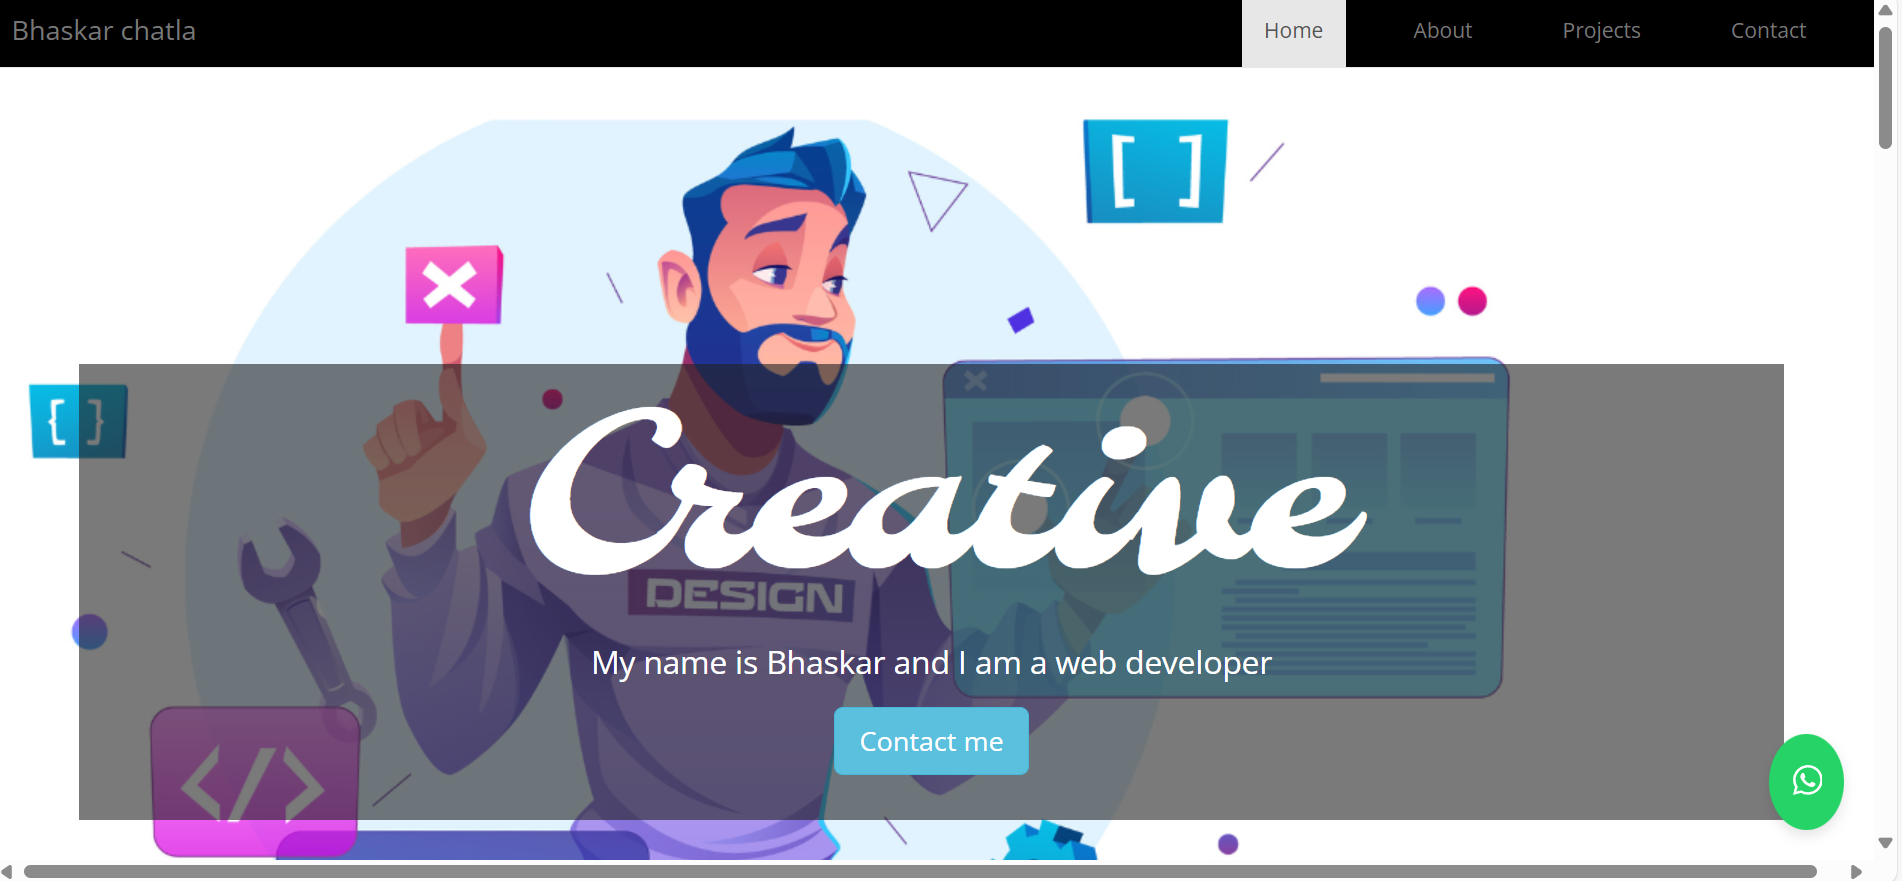 Bhaskar chatla
Home
About
Projects
Contact
[ ]
{ }
Creative
DESIGN
My name is Bhaskar and I am a web developer
Contact me
</>